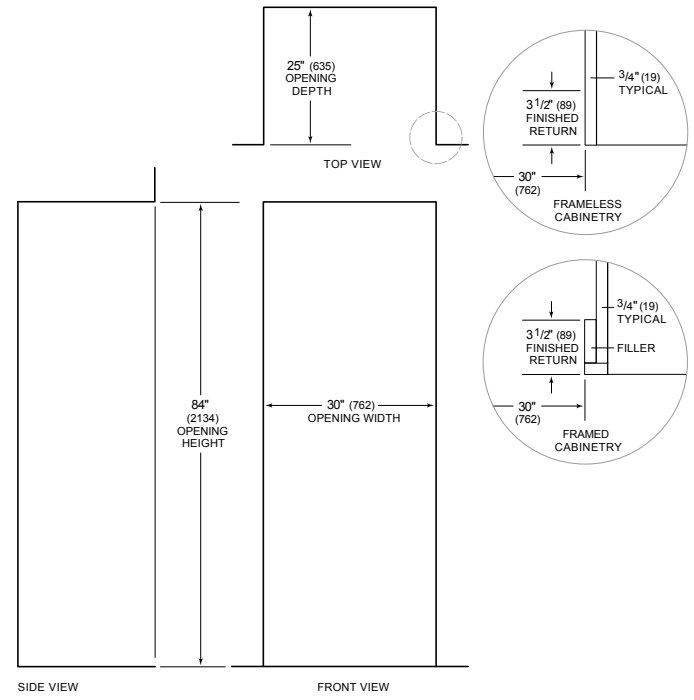 25" (635)
OPENING
DEPTH
TOP VIEW
3/4" (19)
TYPICAL
3 1/2" (89)
FINISHED
RETURN
30"
(762)
FRAMELESS
CABINETRY
3/4" (19)
TYPICAL
3 1/2" (89)
FINISHED
RETURN
FILLER
30"
(762)
FRAMED
CABINETRY
84"
(2134)
OPENING
HEIGHT
30" (762)
OPENING WIDTH
SIDE VIEW
FRONT VIEW